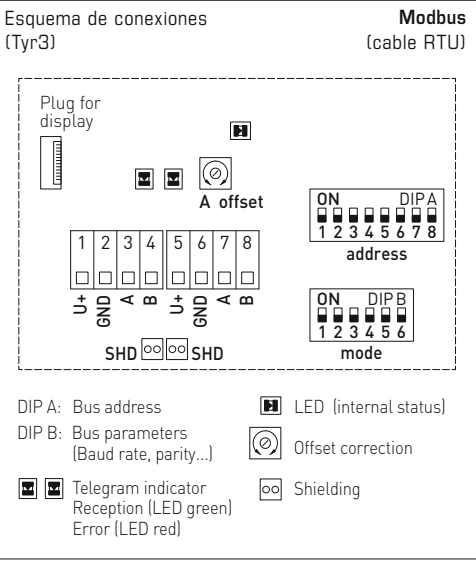 Esquema de conexiones
(Tyr3)
Modbus
(cable RTU)
Plug for
display
A offset
ON DIP A
1 2 3 4 5 6 7 8
address
1 2 3 4 5 6 7 8
U+ GND A B U+ GND A B
ON DIP B
1 2 3 4 5 6
mode
SHD SHD
DIP A: Bus address
DIP B: Bus parameters
(Baud rate, parity...)
Telegram indicator
Reception (LED green)
Error (LED red)
LED (internal status)
Offset correction
Shielding